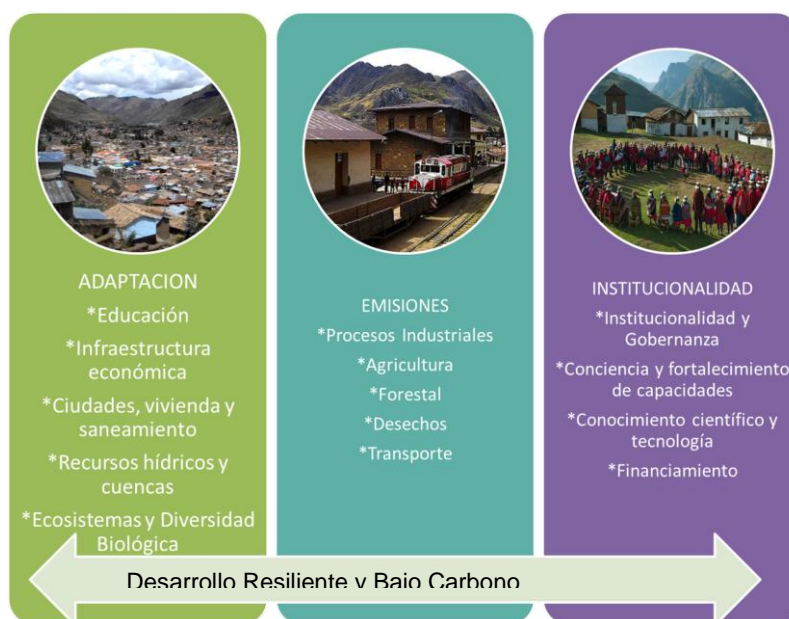 ADAPTACION
*Educación
*Infraestructura
económica
*Ciudades, vivienda y
saneamiento
*Recursos hídricos y
cuencas
*Ecosistemas y Diversidad
Biológica
EMISIONES
*Procesos Industriales
*Agricultura
*Forestal
*Desechos
*Transporte
INSTITUCIONALIDAD
*Institucionalidad y
Gobernanza
*Conciencia y fortalecimiento
de capacidades
*Conocimiento científico y
tecnología
*Financiamiento
Desarrollo Resiliente y Bajo Carbono